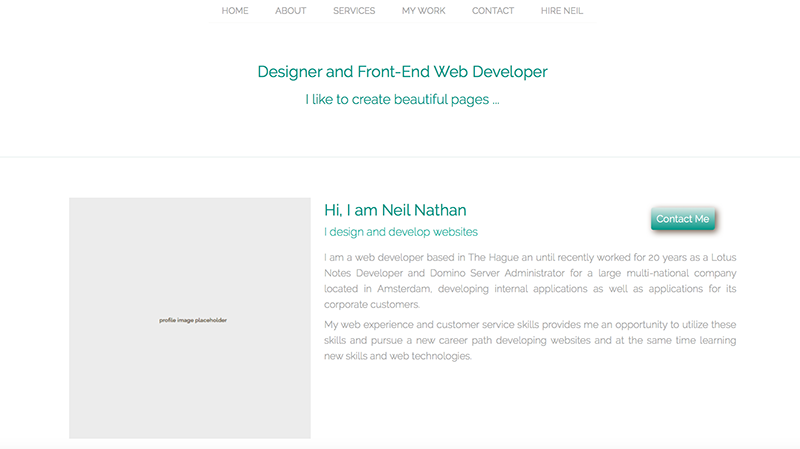 HOME ABOUT SERVICES MY WORK CONTACT HIRE NEIL
Designer and Front-End Web Developer
I like to create beautiful pages ...
profile image placeholder
Hi, I am Neil Nathan
Contact Me
I design and develop websites
I am a web developer based in The Hague an until recently worked for 20 years as a Lotus
Notes Developer and Domino Server Administrator for a large multi-national company
located in Amsterdam, developing internal applications as well as applications for its
corporate customers.
My web experience and customer service skills provides me an opportunity to utilize these
skills and pursue a new career path developing websites and at the same time learning
new skills and web technologies.